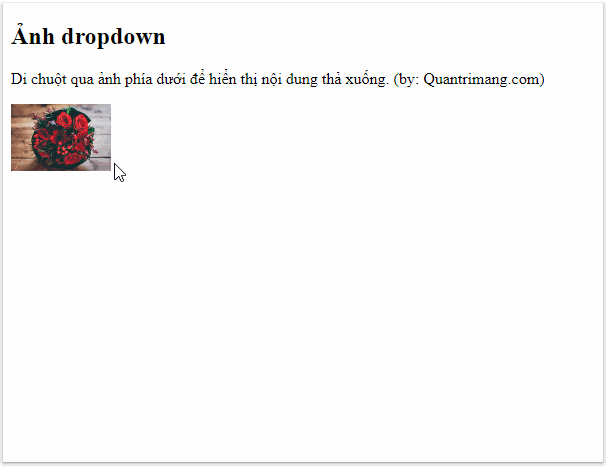 Ảnh dropdown
Di chuột qua ảnh phía dưới để hiển thị nội dung thả xuống. (by: Quantrimang.com)